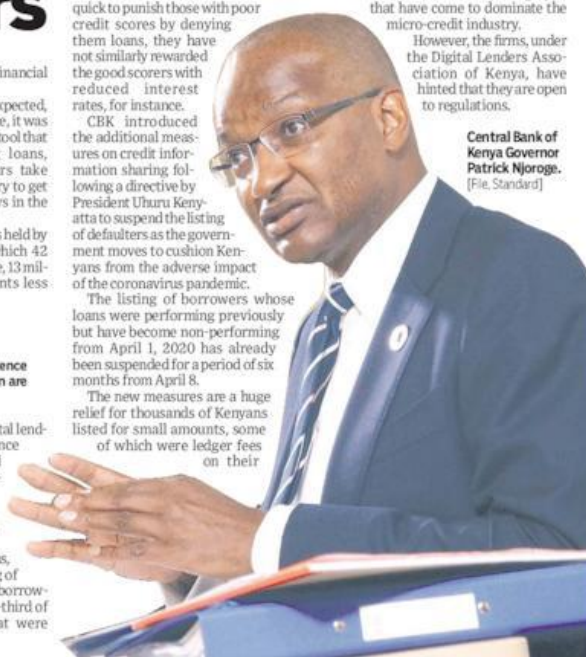 rs
inancial
xpected,
e, it was
tool that
loans,
rs take
ry to get
s in the
held by
hich 42
, 13 mil-
nts less
ence
n are
tal lend-
nce
s,
of
borrow-
-third of
at were
quick to punish those with poor
credit scores by denying
them loans, they have
not similarly rewarded
the good scorers with
reduced interest
rates, for instance.
CBK introduced
the additional meas-
ures on credit infor-
mation sharing fol-
lowing a directive by
President Uhuru Keny-
atta to suspend the listing
of defaulters as the govern-
ment moves to cushion Ken-
yans from the adverse impact
of the coronavirus pandemic.
The listing of borrowers whose
loans were performing previously
but have become non-performing
from April 1, 2020 has already
been suspended for a period of six
months from April 8.
The new measures are a huge
relief for thousands of Kenyans
listed for small amounts, some
of which were ledger fees
on their
that have come to dominate the
micro-credit industry.
However, the firms, under
the Digital Lenders Asso-
ciation of Kenya, have
hinted that they are open
to regulations.
Central Bank of
Kenya Governor
Patrick Njoroge.
[File, Standard]